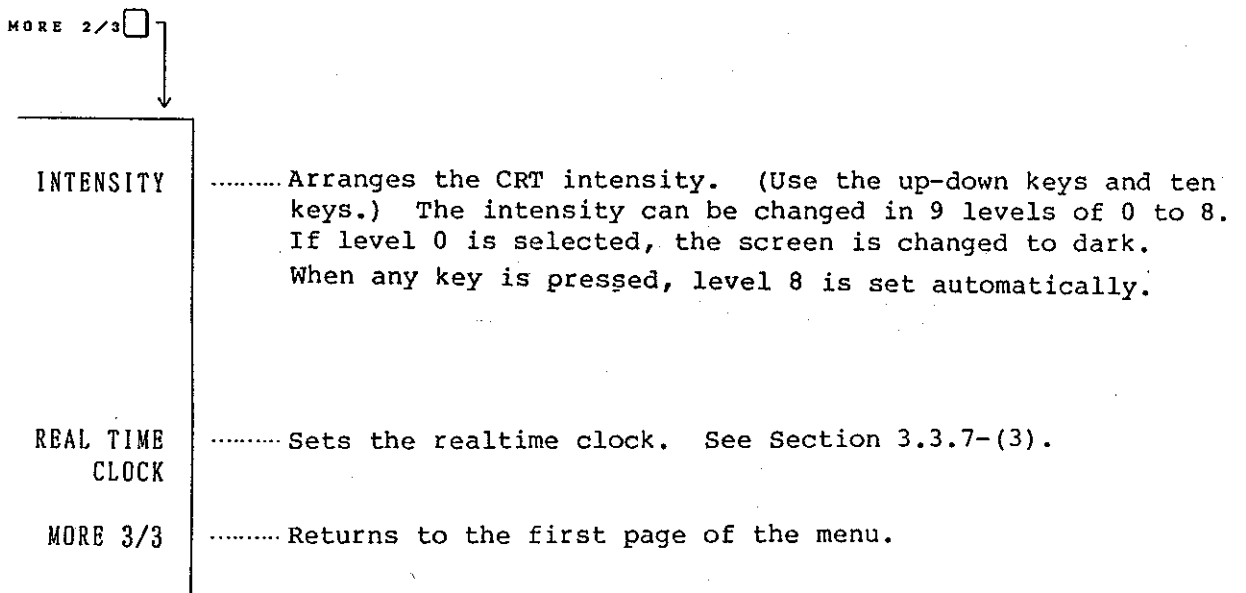 MORE 2/3
INTENSITY .......... Arranges the CRT intensity. (Use the up-down keys and ten
keys.) The intensity can be changed in 9 levels of 0 to 8.
If level 0 is selected, the screen is changed to dark.
When any key is pressed, level 8 is set automatically.
REAL TIME .......... Sets the realtime clock. See Section 3.3.7-(3).
CLOCK
MORE 3/3 .......... Returns to the first page of the menu.